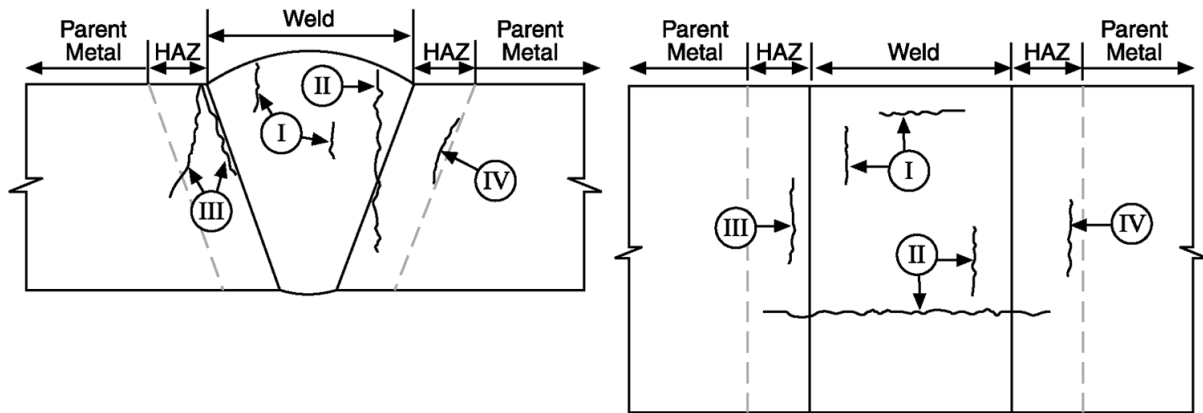 Parent Metal
HAZ
Weld
HAZ
Parent Metal
I
II
III
IV
Parent Metal
HAZ
Weld
HAZ
Parent Metal
I
III
II
IV